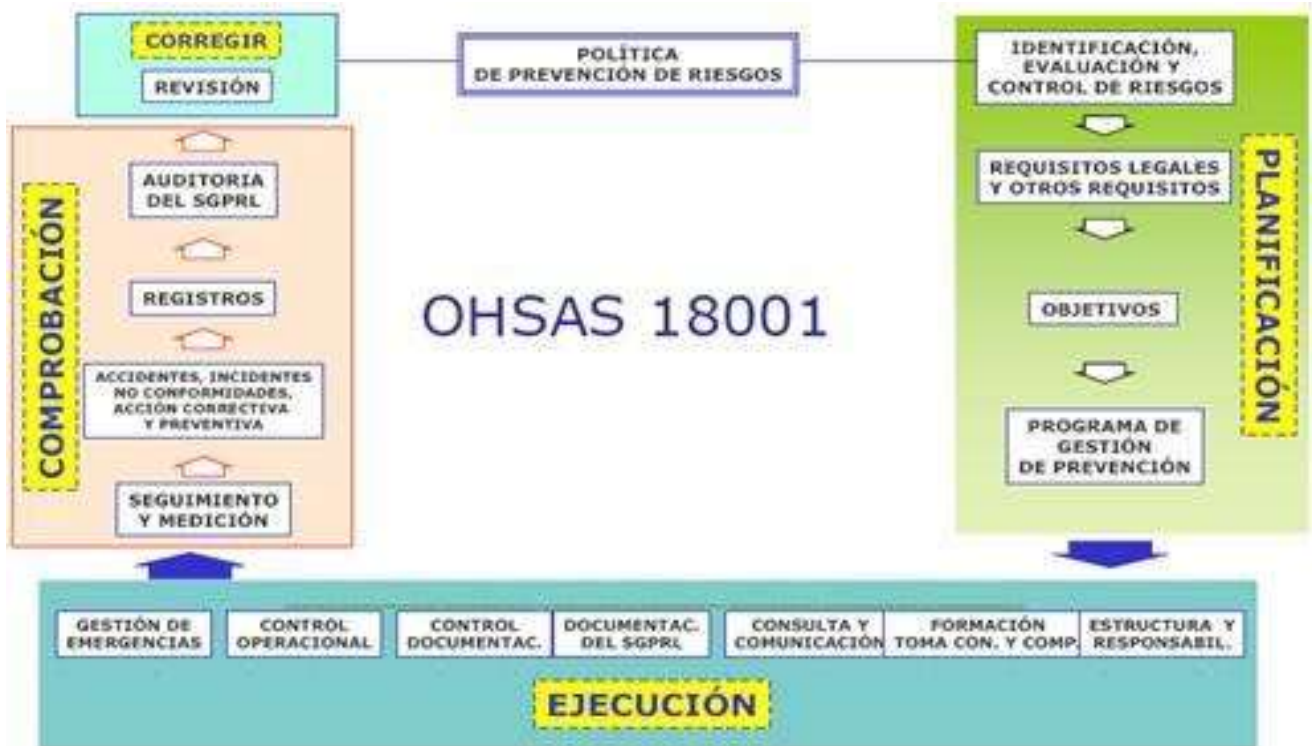 CORREGIR
REVISIÓN
POLÍTICA
DE PREVENCIÓN DE RIESGOS
IDENTIFICACIÓN,
EVALUACIÓN Y
CONTROL DE RIESGOS
REQUISITOS LEGALES
Y OTROS REQUISITOS
OBJETIVOS
PROGRAMA DE
GESTIÓN
DE PREVENCIÓN
PLANIFICACIÓN
OHSAS 18001
COMPROBACIÓN
AUDITORIA
DEL SGPRL
REGISTROS
ACCIDENTES, INCIDENTES
NO CONFORMIDADES,
ACCIÓN CORRECTIVA
Y PREVENTIVA
SEGUIMIENTO
Y MEDICIÓN
GESTIÓN DE
EMERGENCIAS
CONTROL
OPERACIONAL
CONTROL
DOCUMENTAC.
DOCUMENTAC.
DEL SGPRL
CONSULTA Y
COMUNICACIÓN
FORMACIÓN
TOMA CON. Y COMP.
ESTRUCTURA Y
RESPONSABIL.
EJECUCIÓN